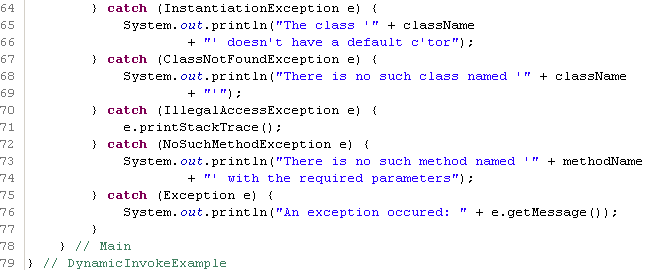 64         } catch (InstantiationException e) {
65             System.out.println("The class '" + className
66                     + "' doesn't have a default c'tor");
67         } catch (ClassNotFoundException e) {
68             System.out.println("There is no such class named '" + className
69                     + "'");
70         } catch (IllegalAccessException e) {
71             e.printStackTrace();
72         } catch (NoSuchMethodException e) {
73             System.out.println("There is no such method named '" + methodName
74                     + "' with the required parameters");
75         } catch (Exception e) {
76             System.out.println("An exception occured: " + e.getMessage());
77         }
78     } // Main
79 } // DynamicInvokeExample